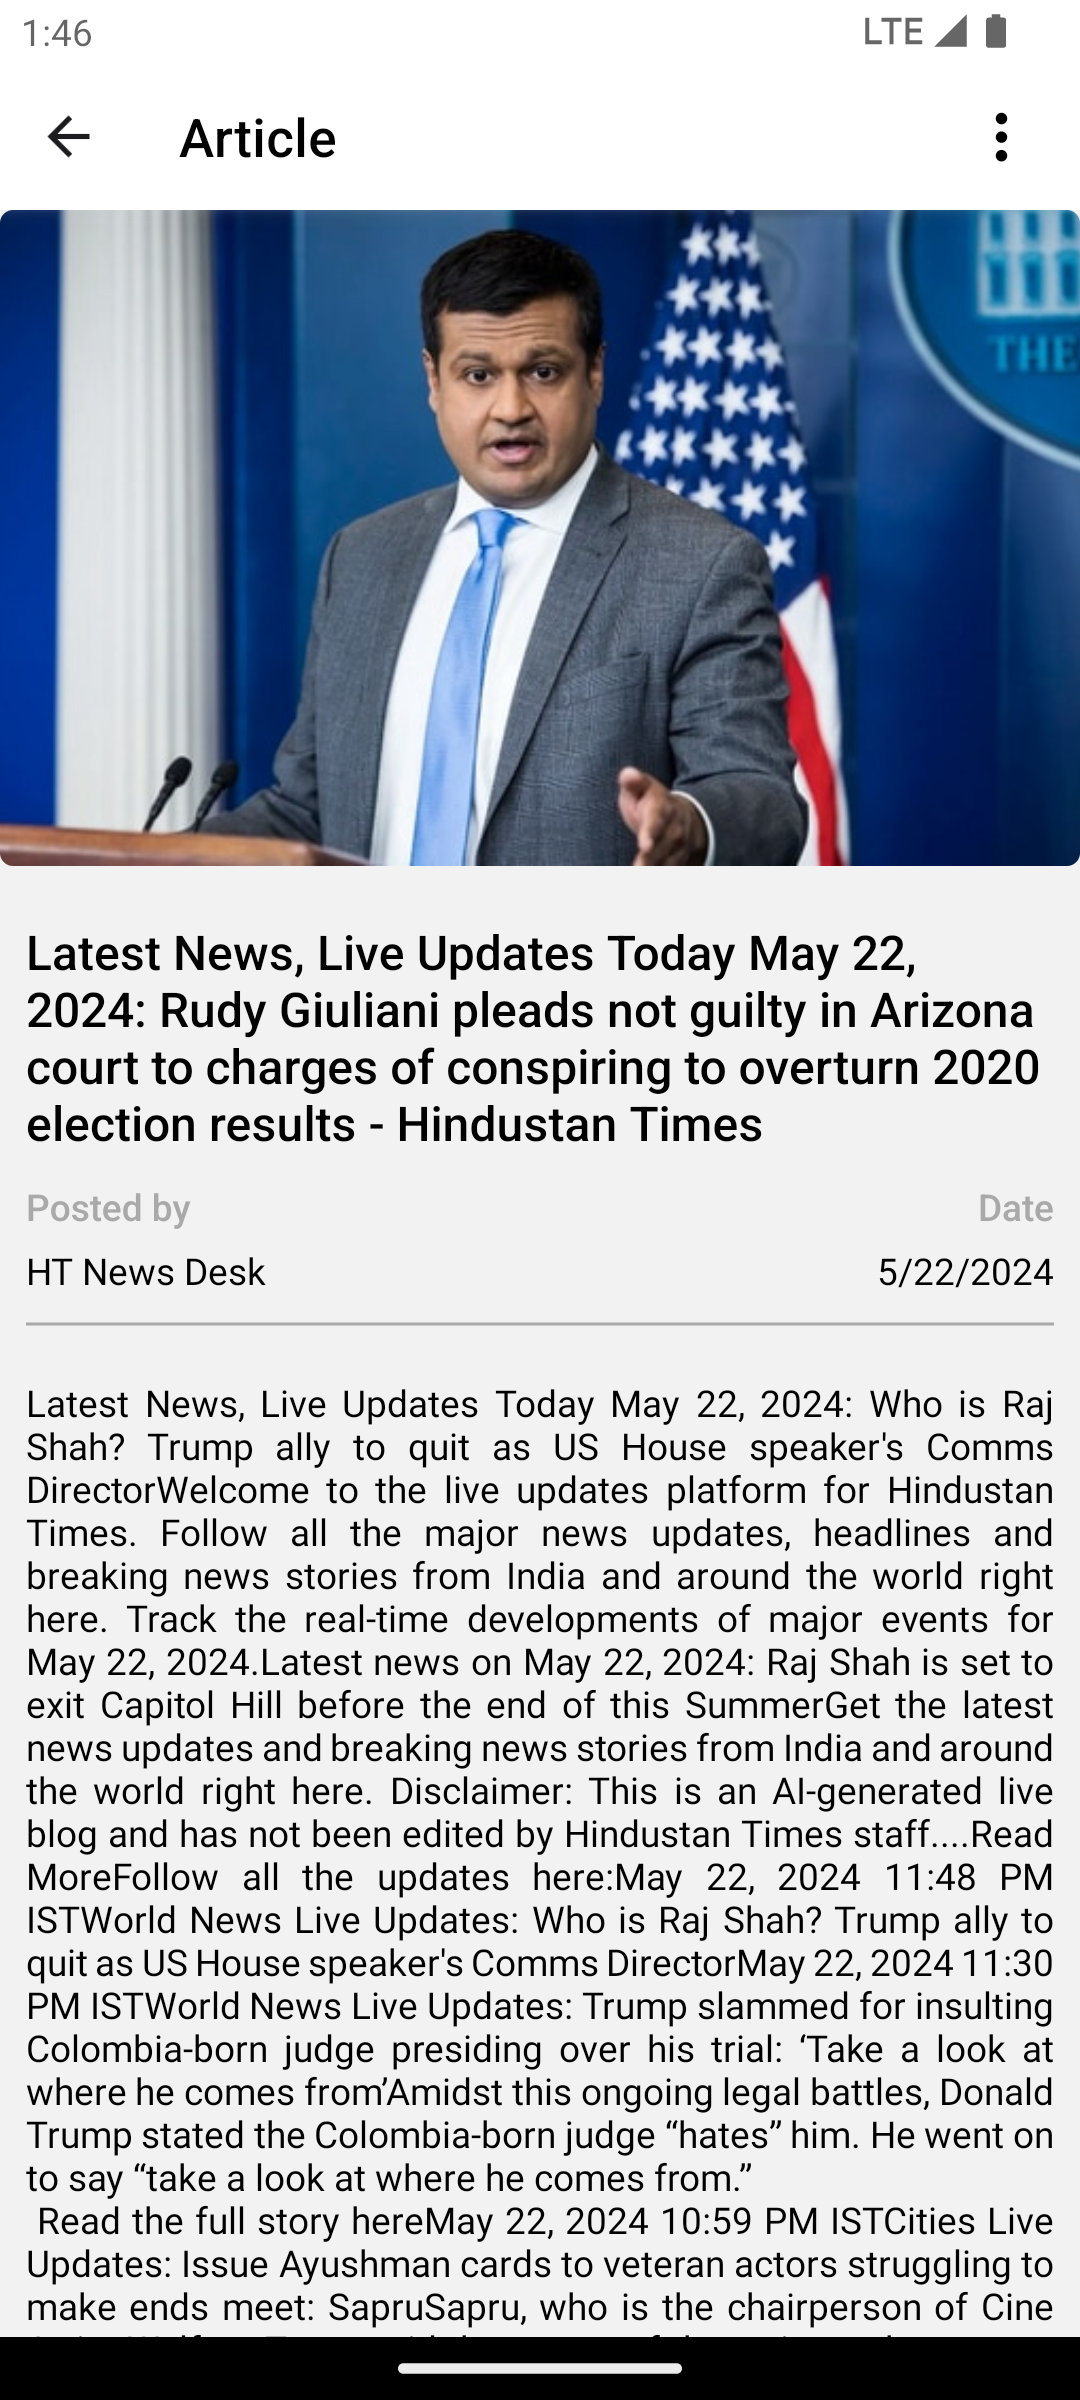 1:46
LTE
Article
THE
Latest News, Live Updates Today May 22,
2024: Rudy Giuliani pleads not guilty in Arizona
court to charges of conspiring to overturn 2020
election results - Hindustan Times
Posted by
Date
HT News Desk
5/22/2024
Latest News, Live Updates Today May 22, 2024: Who is Raj
Shah? Trump ally to quit as US House speaker's Comms
DirectorWelcome to the live updates platform for Hindustan
Times. Follow all the major news updates, headlines and
breaking news stories from India and around the world right
here. Track the real-time developments of major events for
May 22, 2024.Latest news on May 22, 2024: Raj Shah is set to
exit Capitol Hill before the end of this SummerGet the latest
news updates and breaking news stories from India and around
the world right here. Disclaimer: This is an AI-generated live
blog and has not been edited by Hindustan Times staff....Read
MoreFollow all the updates here:May 22, 2024 11:48 PM
ISTWorld News Live Updates: Who is Raj Shah? Trump ally to
quit as US House speaker's Comms DirectorMay 22, 2024 11:30
PM ISTWorld News Live Updates: Trump slammed for insulting
Colombia-born judge presiding over his trial: ‘Take a look at
where he comes from’Amidst this ongoing legal battles, Donald
Trump stated the Colombia-born judge “hates” him. He went on
to say “take a look at where he comes from.”
Read the full story hereMay 22, 2024 10:59 PM ISTCities Live
Updates: Issue Ayushman cards to veteran actors struggling to
make ends meet: SapruSapru, who is the chairperson of Cine